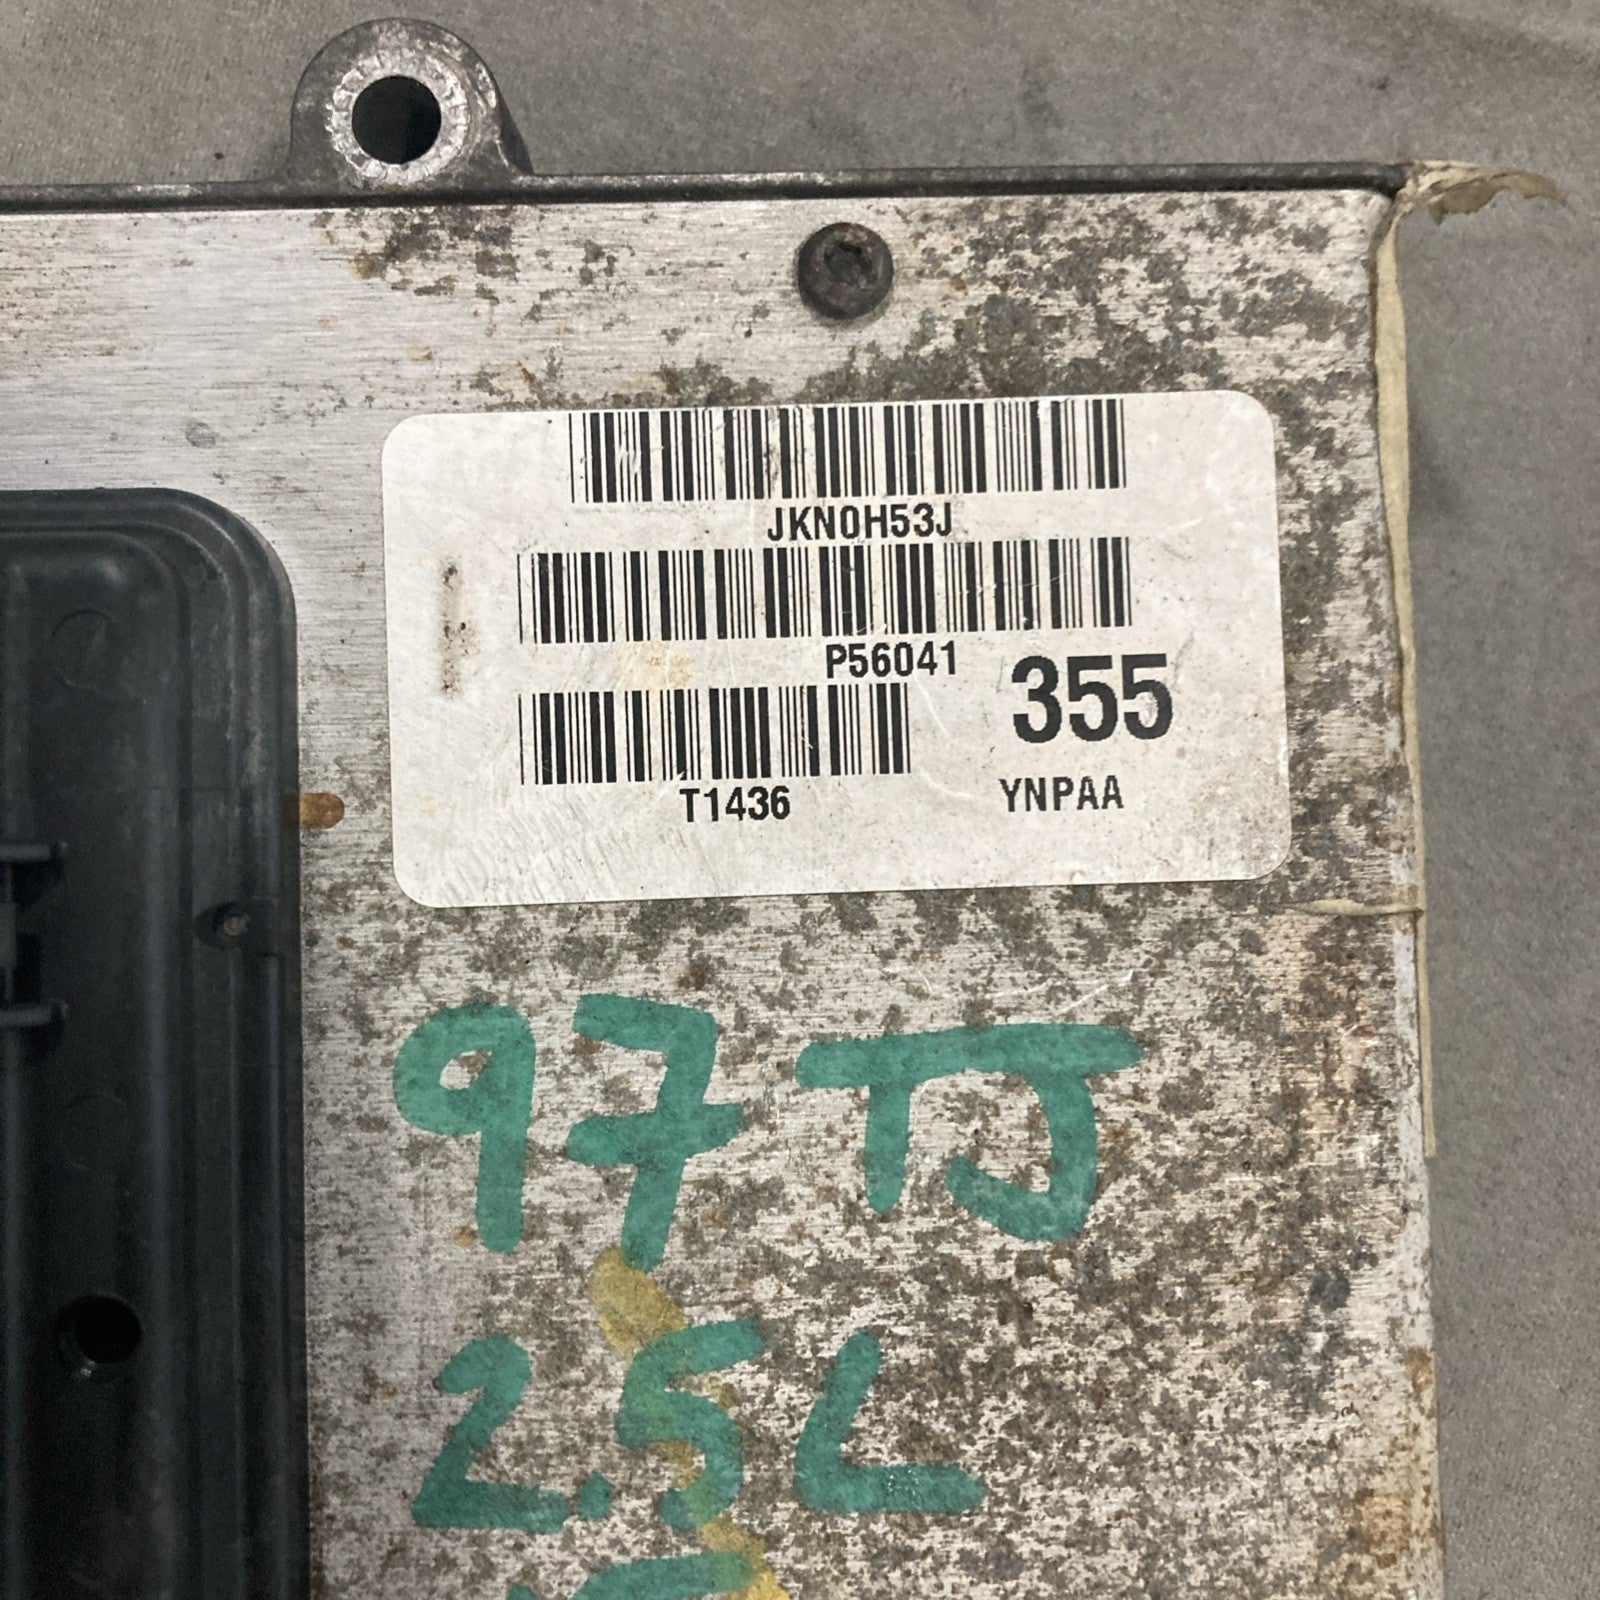 JKN0H53J
P56041 355
T1436 YNPAA
97 TJ
2.5L